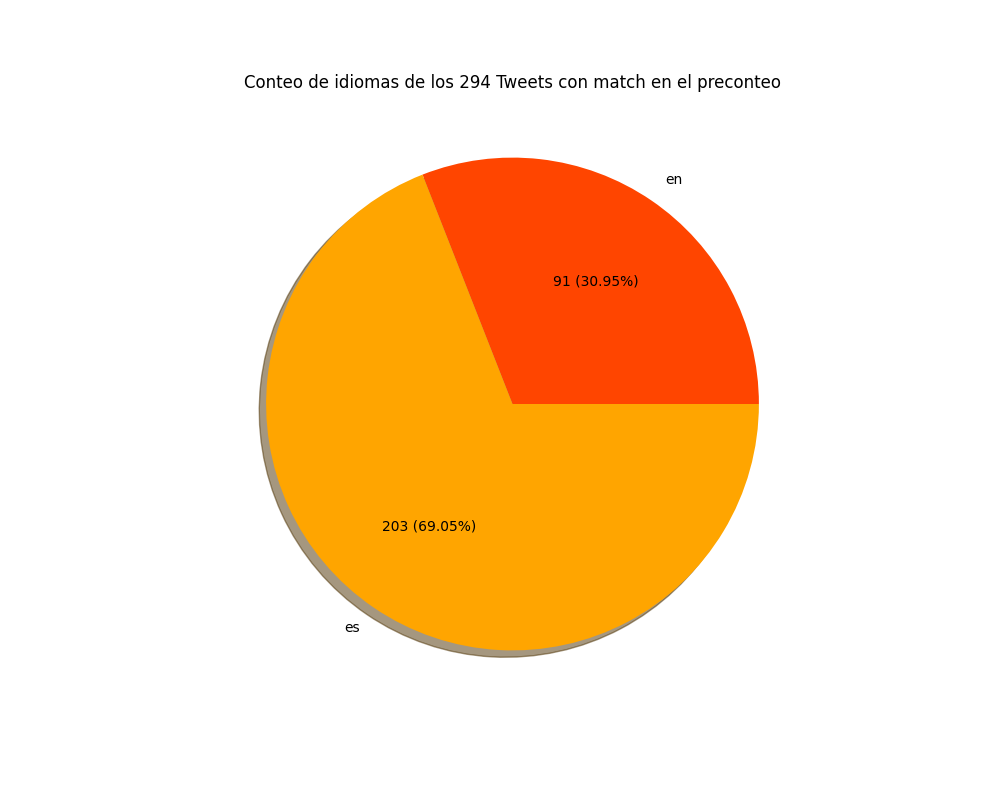 Conteo de idiomas de los 294 Tweets con match en el preconteo
en
91 (30.95%)
203 (69.05%)
es